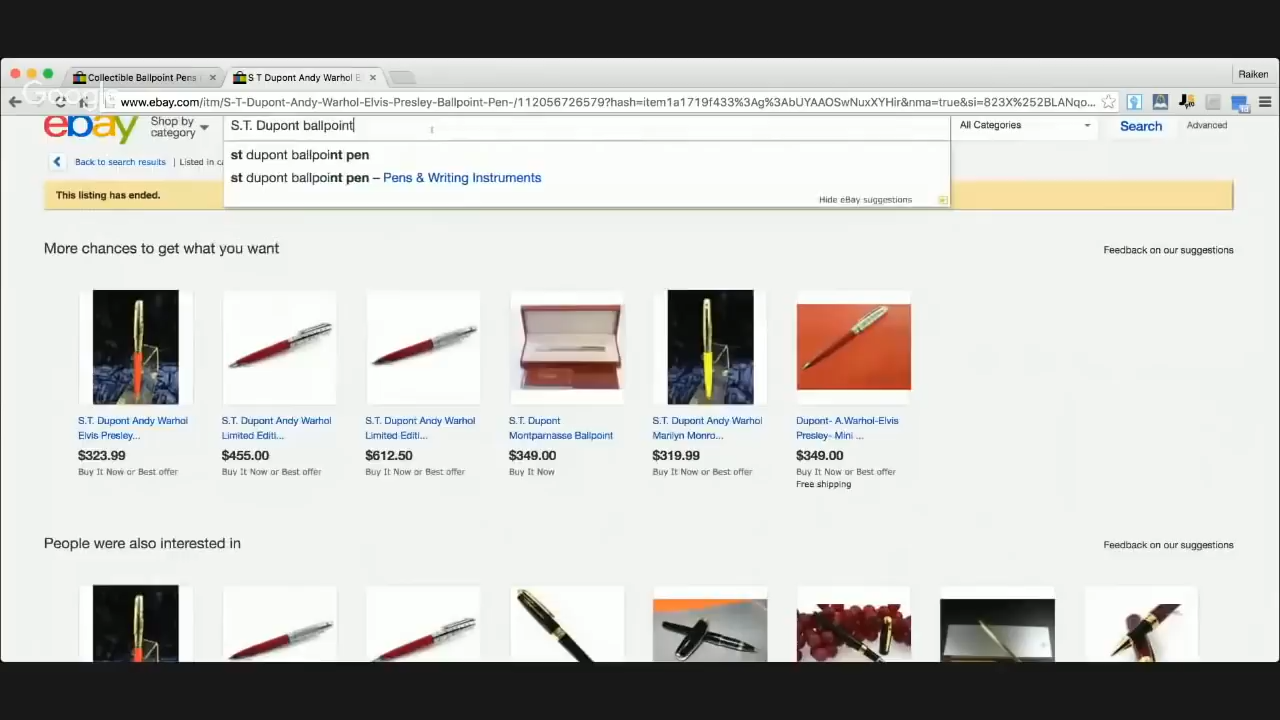 Collectible Ballpoint Pens
S T Dupont Andy Warhol E
Raiken
Google
www.ebay.com/itm/S-T-Dupont-Andy-Warhol-Elvis-Presley-Ballpoint-Pen-/112056726579?hash=item1a1719f433%3Ag%3AbUYAAOSwNuxXYHir&nma=true&si=823X%252BLANqo...
ebay
Shop by
category
S.T. Dupont ballpoint
All Categories
Search
Advanced
st dupont ballpoint pen
st dupont ballpoint pen – Pens & Writing Instruments
Hide eBay suggestions
Back to search results | Listed in ca
This listing has ended.
More chances to get what you want
Feedback on our suggestions
S.T. Dupont Andy Warhol
Elvis Presley...
$323.99
Buy It Now or Best offer
S.T. Dupont Andy Warhol
Limited Editi...
$455.00
Buy It Now or Best offer
S.T. Dupont Andy Warhol
Limited Editi...
$612.50
Buy It Now or Best offer
S.T. Dupont
Montparnasse Ballpoint
$349.00
Buy It Now
S.T. Dupont Andy Warhol
Marilyn Monro...
$319.99
Buy It Now or Best offer
Dupont- A.Warhol-Elvis
Presley- Mini ...
$349.00
Buy It Now or Best offer
Free shipping
People were also interested in
Feedback on our suggestions